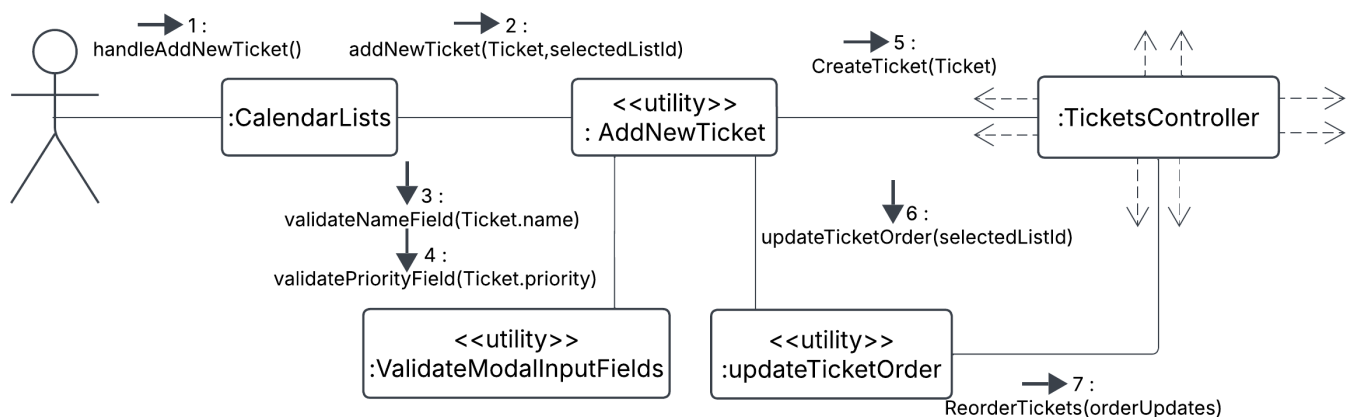 1 :
handleAddNewTicket()
2 :
addNewTicket(Ticket,selectedListId)
5 :
CreateTicket(Ticket)
:CalendarLists
<<utility>>
: AddNewTicket
:TicketsController
3 :
validateNameField(Ticket.name)
4 :
validatePriorityField(Ticket.priority)
6 :
updateTicketOrder(selectedListId)
<<utility>>
:ValidateModalInputFields
<<utility>>
:updateTicketOrder
7 :
ReorderTickets(orderUpdates)